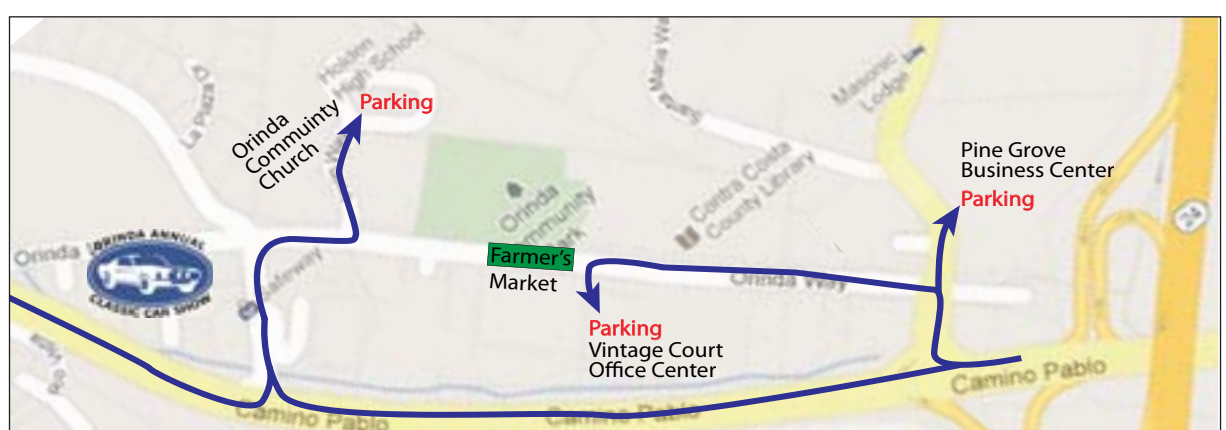 Holden
High School
Parking
Orinda
Commuinty
Church
La Plaza Dr
Santa Maria Way
Masonic
Lodge
Pine Grove
Business Center
Parking
24
Contra Costa
County Library
Orinda
Park
Farmer's
Market
Orinda
ORINDA ANNUAL
CLASSIC CAR SHOW
Safeway
Orinda Way
Parking
Vintage Court
Office Center
Camino Pablo
Camino Pablo
Camino Pablo